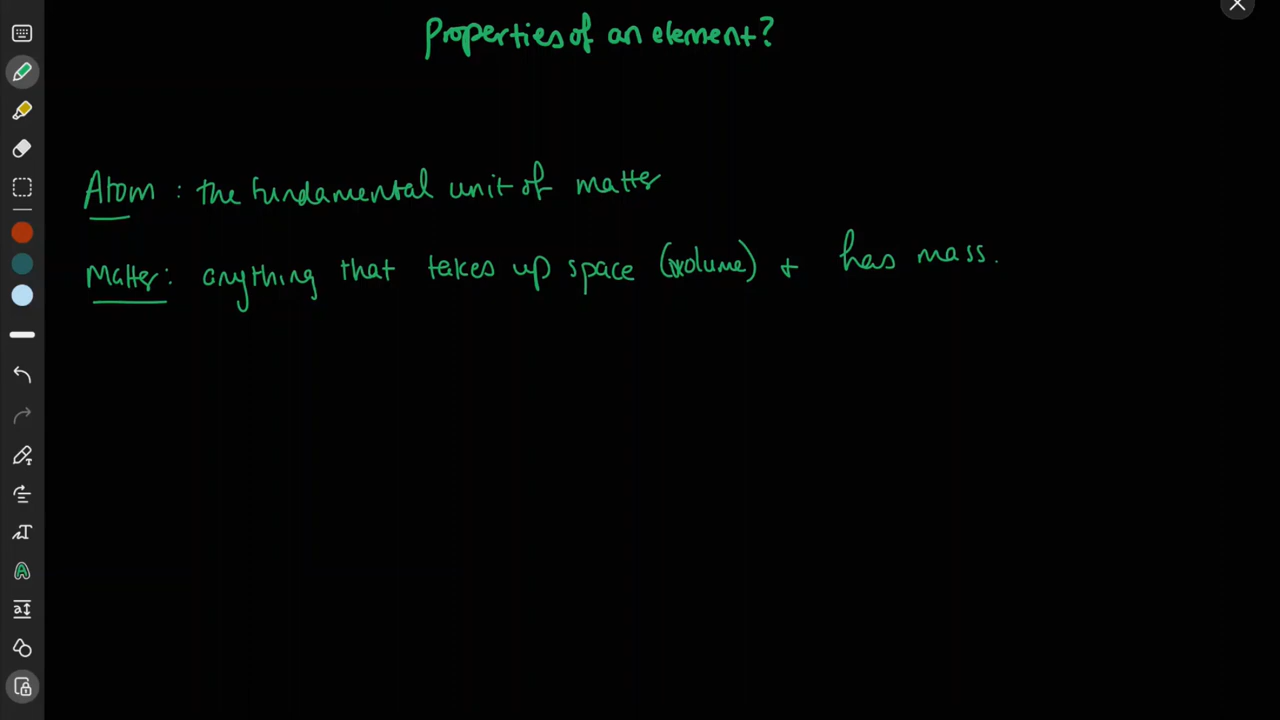 Properties of an element?
Atom : the fundamental unit of matter
Matter: anything that takes up space (volume) + has mass.